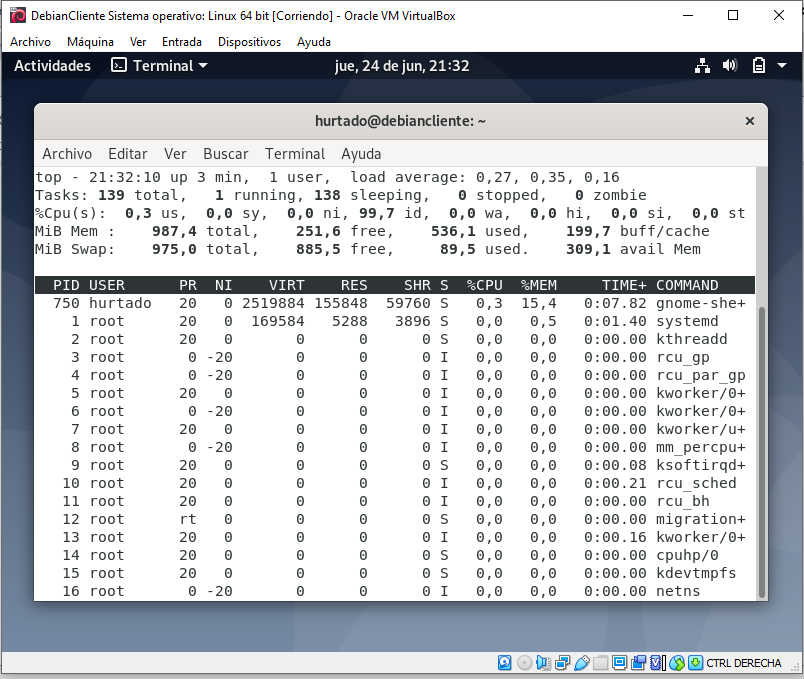 DebianCliente Sistema operativo: Linux 64 bit [Corriendo] - Oracle VM VirtualBox
Archivo Máquina Ver Entrada Dispositivos Ayuda
Actividades Terminal jue, 24 de jun, 21:32
hurtado@debiancliente: ~
Archivo Editar Ver Buscar Terminal Ayuda
top - 21:32:10 up 3 min,  1 user,  load average: 0,27, 0,35, 0,16
Tasks: 139 total,   1 running, 138 sleeping,   0 stopped,   0 zombie
%Cpu(s):  0,3 us,  0,0 sy,  0,0 ni, 99,7 id,  0,0 wa,  0,0 hi,  0,0 si,  0,0 st
MiB Mem :    987,4 total,    251,6 free,    536,1 used,    199,7 buff/cache
MiB Swap:    975,0 total,    885,5 free,     89,5 used.    309,1 avail Mem
PID USER PR NI VIRT RES SHR S %CPU %MEM TIME+ COMMAND
750 hurtado 20 0 2519884 155848 59760 S 0,3 15,4 0:07.82 gnome-she+
1 root 20 0 169584 5288 3896 S 0,0 0,5 0:01.40 systemd
2 root 20 0 0 0 0 S 0,0 0,0 0:00.00 kthreadd
3 root 0 -20 0 0 0 I 0,0 0,0 0:00.00 rcu_gp
4 root 0 -20 0 0 0 I 0,0 0,0 0:00.00 rcu_par_gp
5 root 20 0 0 0 0 I 0,0 0,0 0:00.00 kworker/0+
6 root 0 -20 0 0 0 I 0,0 0,0 0:00.00 kworker/0+
7 root 20 0 0 0 0 I 0,0 0,0 0:00.00 kworker/u+
8 root 0 -20 0 0 0 I 0,0 0,0 0:00.00 mm_percpu+
9 root 20 0 0 0 0 S 0,0 0,0 0:00.08 ksoftirqd+
10 root 20 0 0 0 0 I 0,0 0,0 0:00.21 rcu_sched
11 root 20 0 0 0 0 I 0,0 0,0 0:00.00 rcu_bh
12 root rt 0 0 0 0 S 0,0 0,0 0:00.00 migration+
13 root 20 0 0 0 0 I 0,0 0,0 0:00.16 kworker/0+
14 root 20 0 0 0 0 S 0,0 0,0 0:00.00 cpuhp/0
15 root 20 0 0 0 0 S 0,0 0,0 0:00.00 kdevtmpfs
16 root 0 -20 0 0 0 I 0,0 0,0 0:00.00 netns
CTRL DERECHA